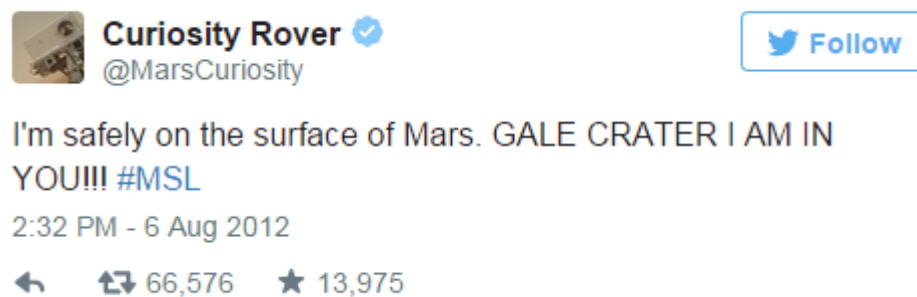 Curiosity Rover
@MarsCuriosity
Follow
I'm safely on the surface of Mars. GALE CRATER I AM IN
YOU!!! #MSL
2:32 PM - 6 Aug 2012
66,576 13,975